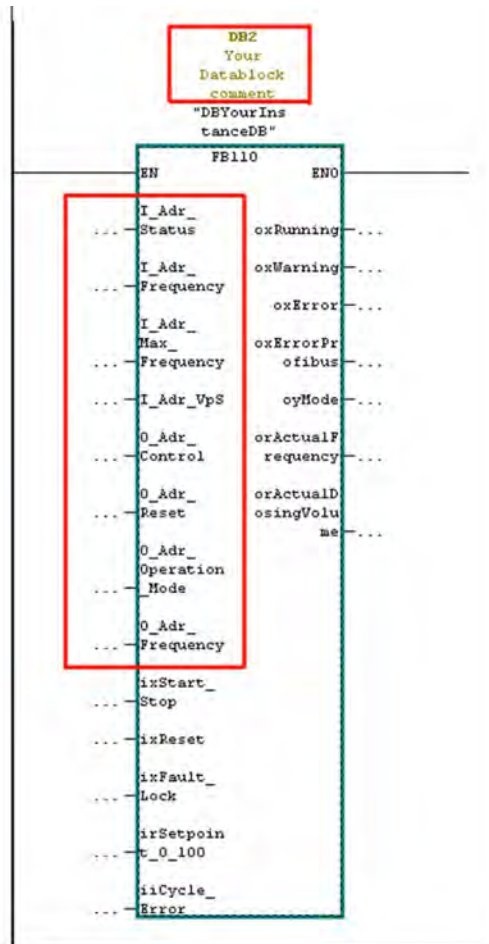 DB2
Your
Datablock
comment
"DBYourIns
tanceDB"
FB110
EN ENO
I_Adr_
... Status oxRunning ...
I_Adr_ oxWarning ...
... Frequency
oxError ...
I_Adr_
Max_ oxErrorPr
... Frequency ofibus ...
... I_Adr_VpS oyMode ...
O_Adr_ orActualF
... Control requency ...
O_Adr_ orActualD
... Reset osingVolu
me ...
O_Adr_
Operation
... _Mode
O_Adr_
... Frequency
ixStart_
... Stop
... ixReset
ixFault_
... Lock
irSetpoin
... t_0_100
iiCycle_
... Error